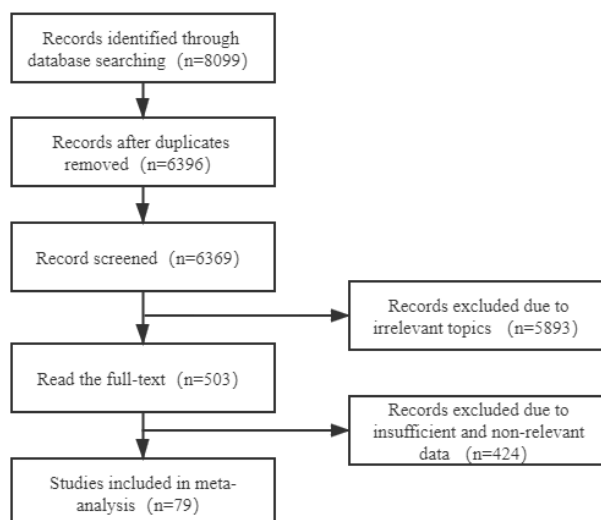 Records identified through
database searching (n=8099)
Records after duplicates
removed (n=6396)
Record screened (n=6369)
Records excluded due to
irrelevant topics (n=5893)
Read the full-text (n=503)
Records excluded due to
insufficient and non-relevant
data (n=424)
Studies included in meta-
analysis (n=79)